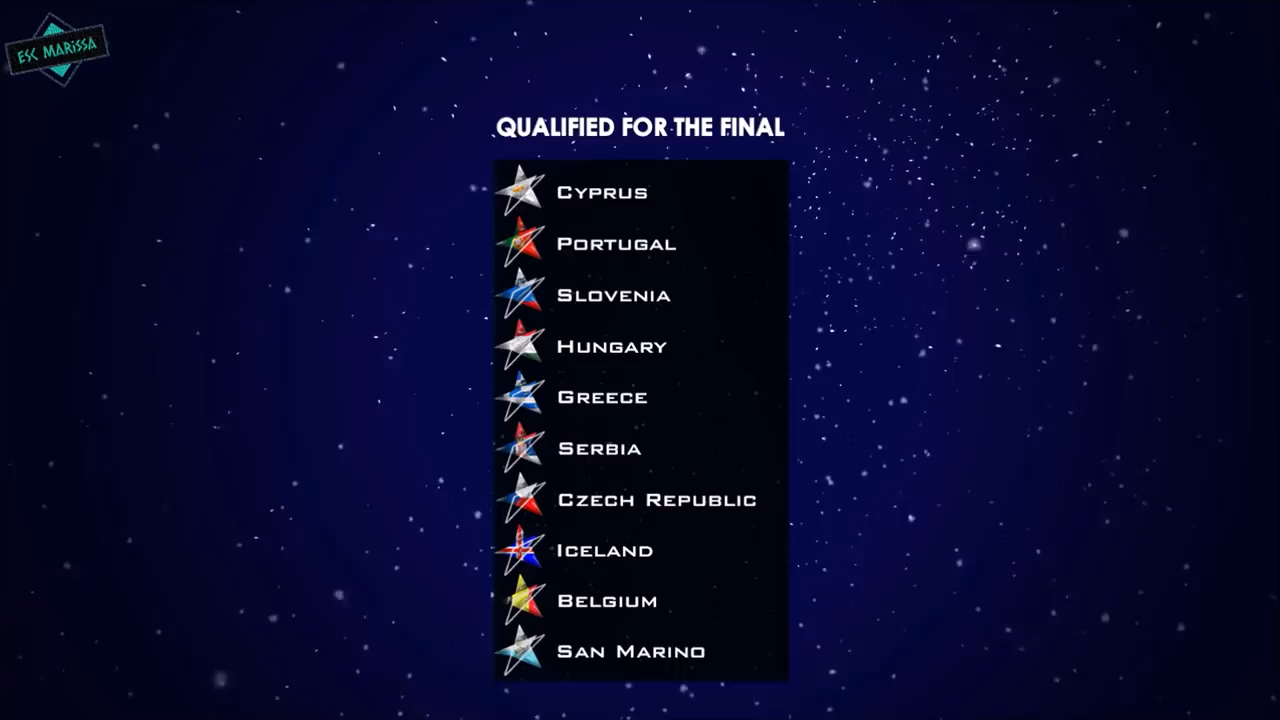 ESC MARiSSA
QUALIFIED FOR THE FINAL
CYPRUS
PORTUGAL
SLOVENIA
HUNGARY
GREECE
SERBIA
CZECH REPUBLIC
ICELAND
BELGIUM
SAN MARINO